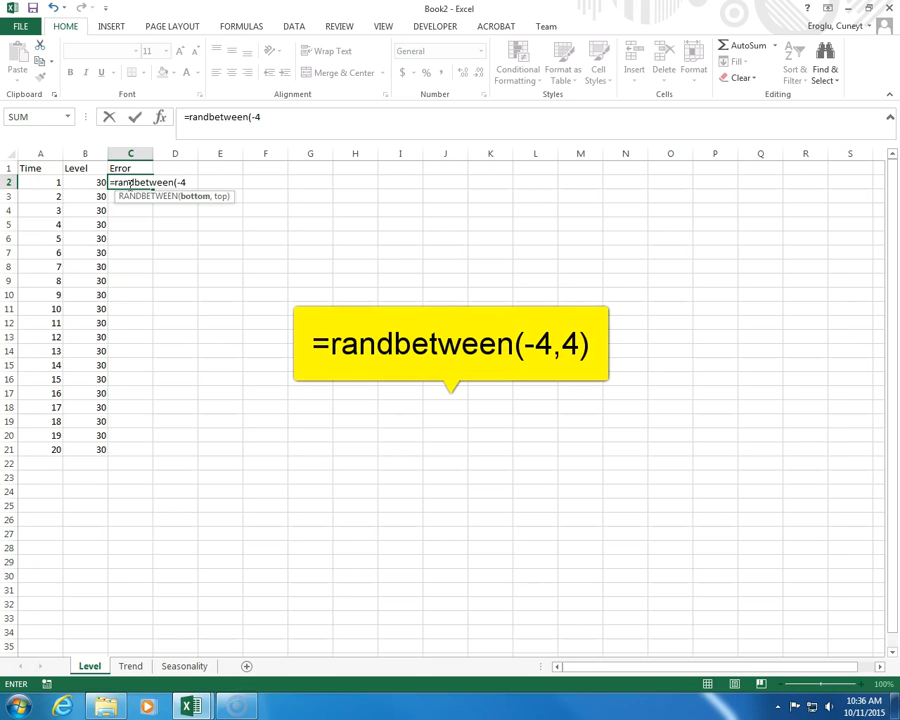 Book2 - Excel
?
FILE HOME INSERT PAGE LAYOUT FORMULAS DATA REVIEW VIEW DEVELOPER ACROBAT Team
Eroglu, Cuneyt
Paste
11 A A
B I U A
Wrap Text
Merge & Center
General
$ % ,
Conditional Formatting
Format as Table
Cell Styles
Insert Delete Format
AutoSum
Fill
Clear
Sort & Filter
Find & Select
Clipboard Font Alignment Number Styles Cells Editing
SUM fx =randbetween(-4
A B C D E F G H I J K L M N O P Q R S
1 Time Level Error
2 1 30 =randbetween(-4
RANDBETWEEN(bottom, top)
3 2 30
4 3 30
5 4 30
6 5 30
7 6 30
8 7 30
9 8 30
10 9 30
11 10 30
12 11 30
13 12 30
14 13 30
15 14 30
16 15 30
17 16 30
18 17 30
19 18 30
20 19 30
21 20 30
22
23
24
25
26
27
28
29
30
31
32
33
34
35
=randbetween(-4,4)
Level Trend Seasonality
ENTER
100%
10:36 AM
10/11/2015